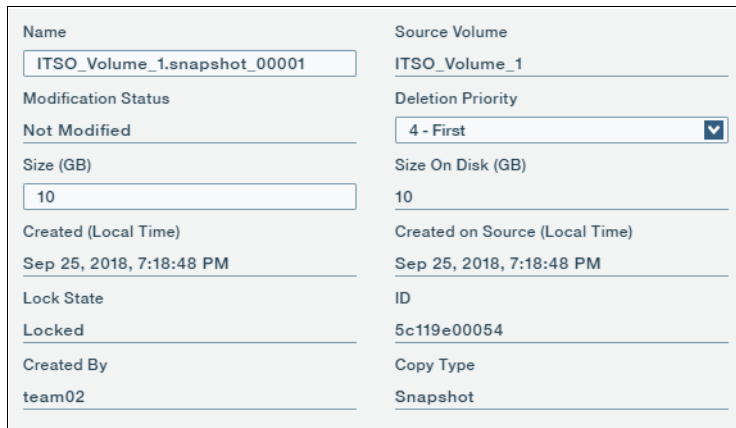 Name
Source Volume
ITSO_Volume_1.snapshot_00001
ITSO_Volume_1
Modification Status
Deletion Priority
Not Modified
4 - First
Size (GB)
Size On Disk (GB)
10
10
Created (Local Time)
Created on Source (Local Time)
Sep 25, 2018, 7:18:48 PM
Sep 25, 2018, 7:18:48 PM
Lock State
ID
Locked
5c119e00054
Created By
Copy Type
team02
Snapshot